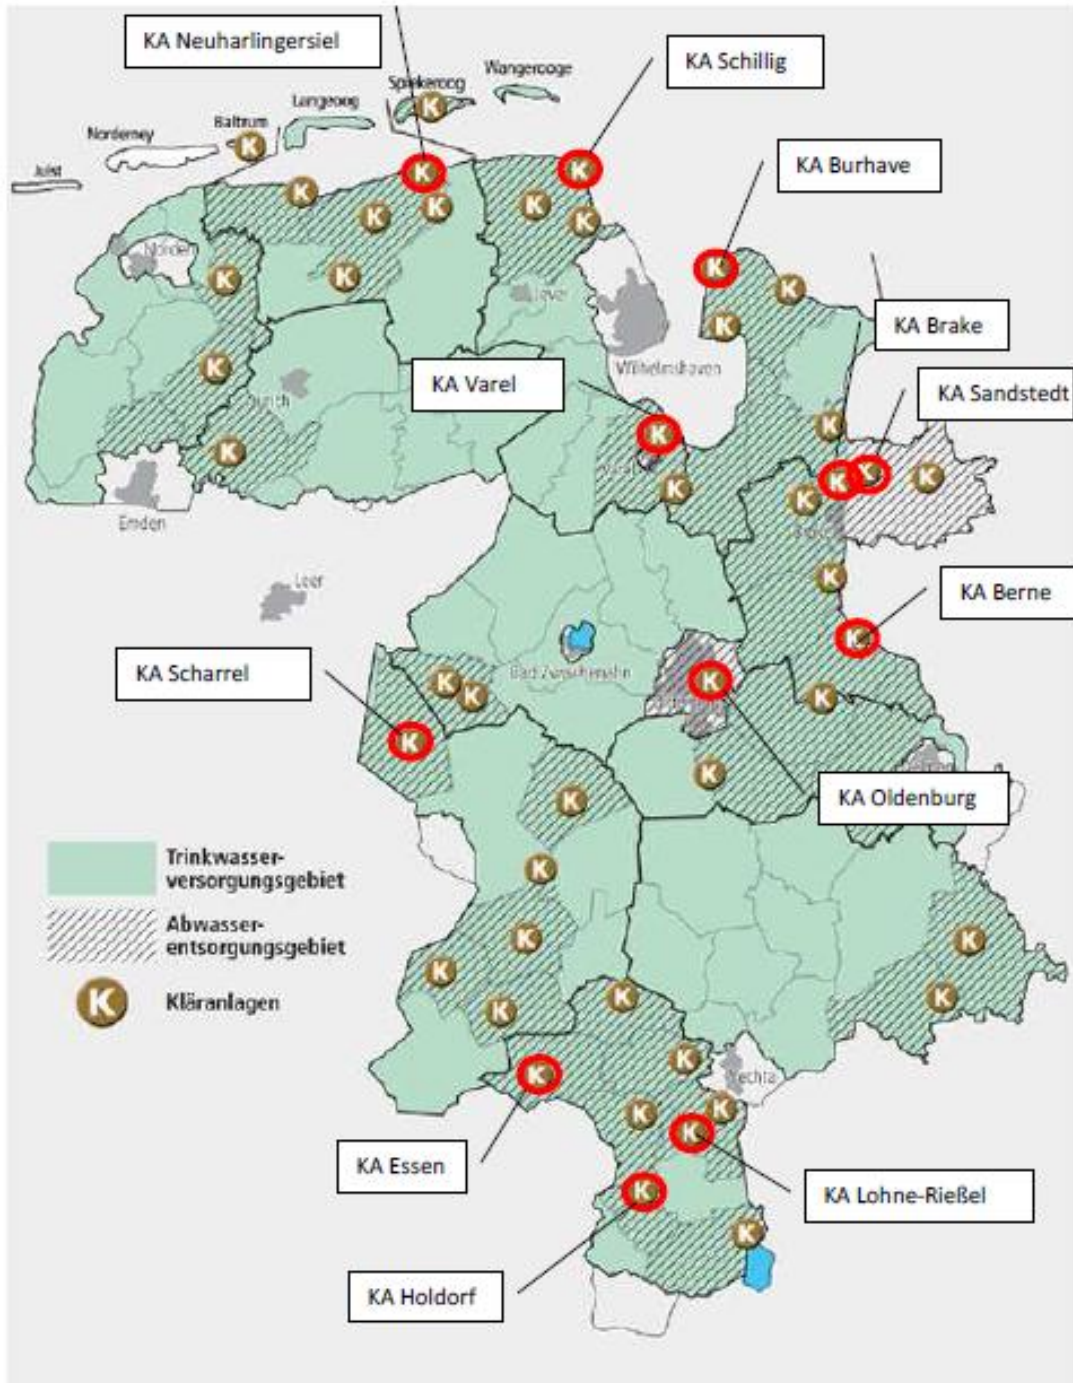 KA Neuharlingersiel
KA Schillig
Wangerooge
Spiekeroog
Langeoog
Baltrum
Norderney
Juist
KA Burhave
Norden
Jever
KA Brake
Wilhelmshaven
KA Varel
KA Sandstedt
Aurich
Varel
Emden
Leer
KA Berne
KA Scharrel
Bad Zwischenahn
KA Oldenburg
Trinkwasser-
versorgungsgebiet
Abwasser-
entsorgungsgebiet
K Kläranlagen
Vechta
KA Essen
KA Lohne-Rießel
KA Holdorf